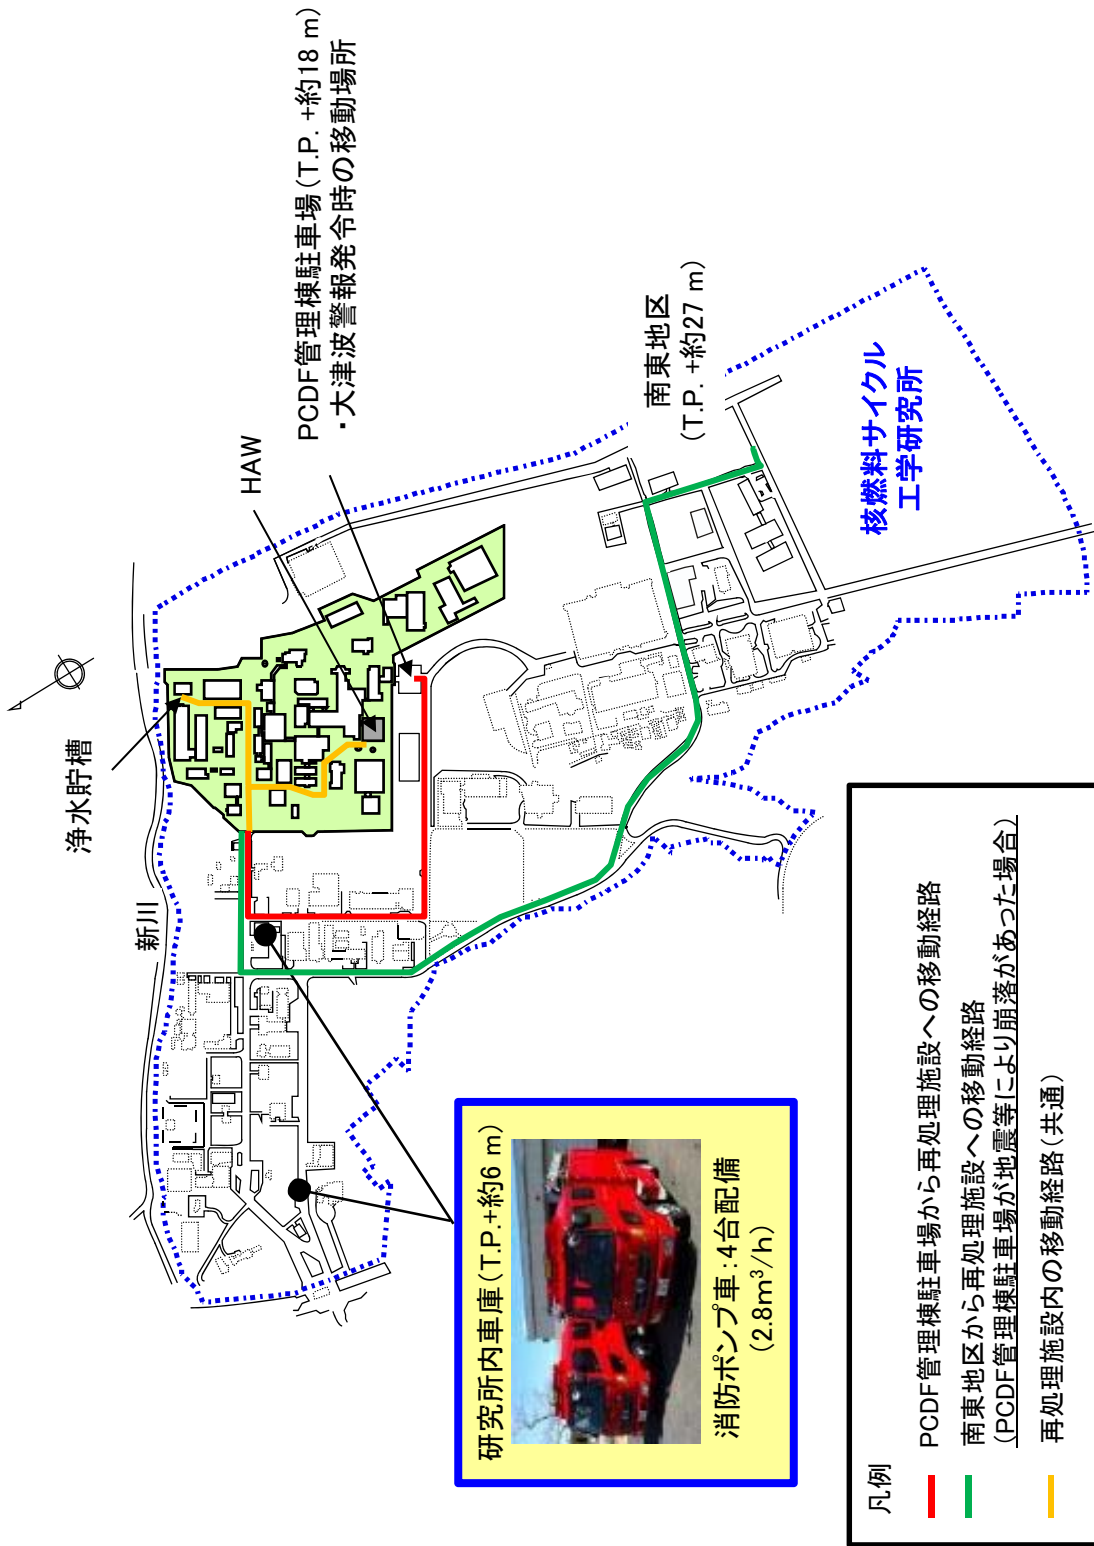 浄水貯槽
新川
HAW
PCDF管理棟駐車場(T.P. +約18 m)
・大津波警報発令時の移動場所
南東地区
(T.P. +約27 m)
核燃料サイクル
工学研究所
研究所内車庫(T.P.+約6 m)
消防ポンプ車:4台配備
(2.8m³/h)
凡例
PCDF管理棟駐車場から再処理施設への移動経路
南東地区から再処理施設への移動経路
(PCDF管理棟駐車場が地震等により崩落があった場合)
再処理施設内の移動経路(共通)